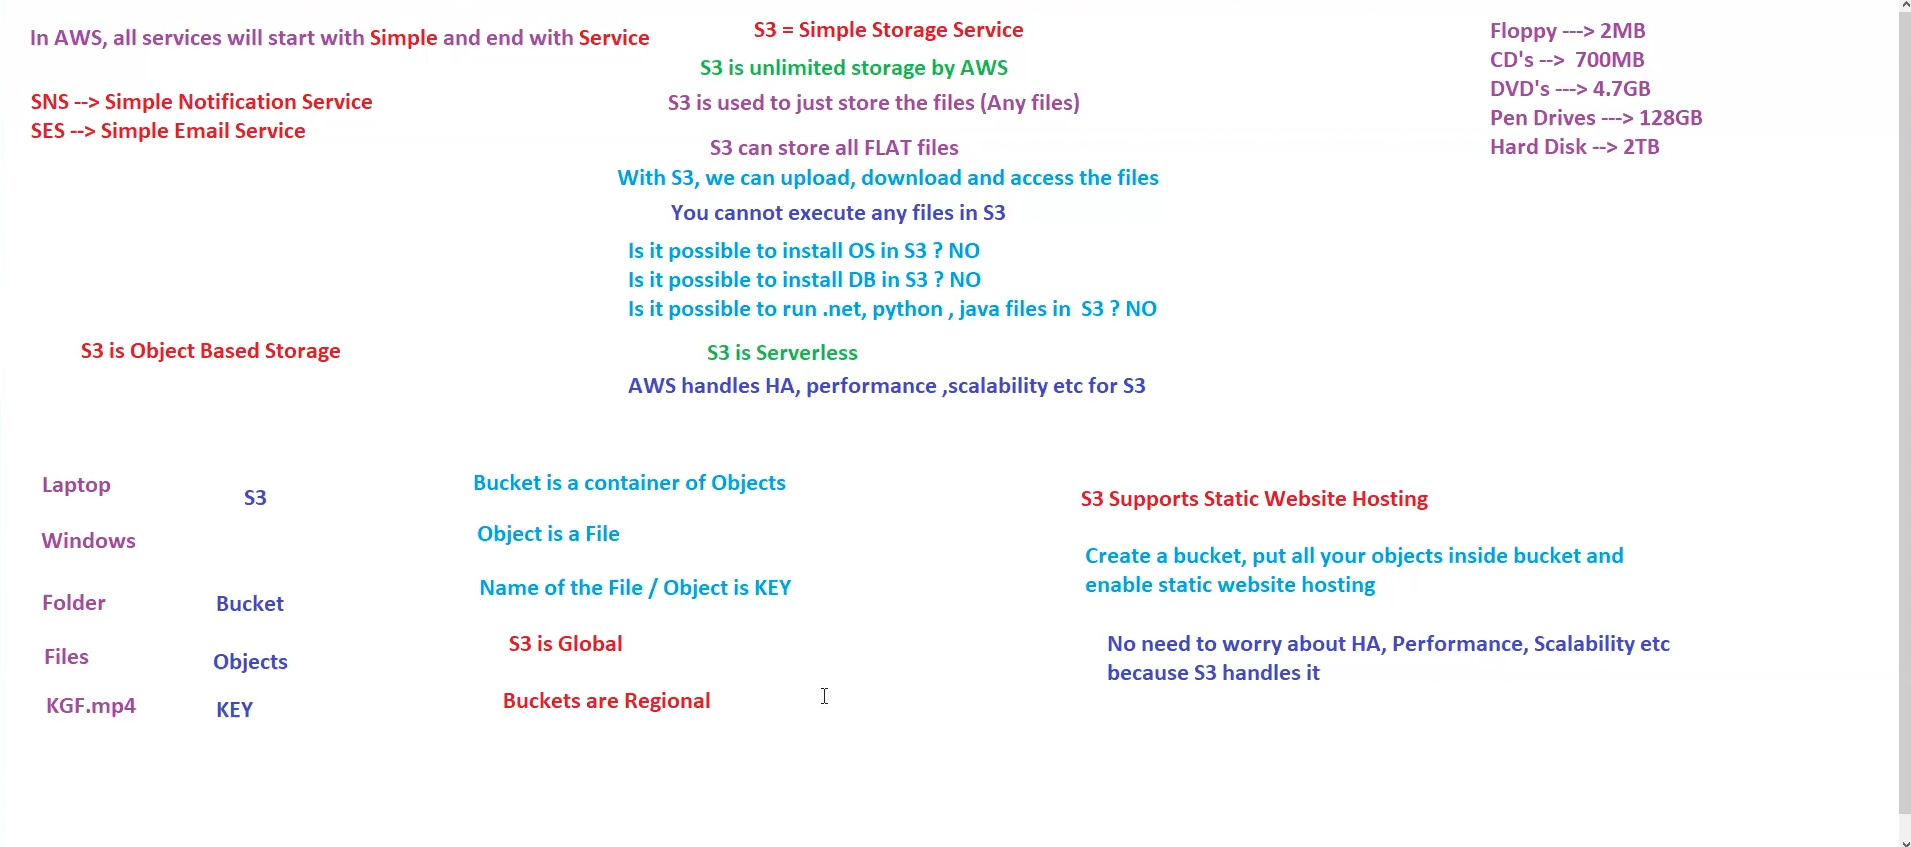 In AWS, all services will start with Simple and end with Service
SNS --> Simple Notification Service
SES --> Simple Email Service
S3 = Simple Storage Service
S3 is unlimited storage by AWS
S3 is used to just store the files (Any files)
S3 can store all FLAT files
With S3, we can upload, download and access the files
You cannot execute any files in S3
Is it possible to install OS in S3 ? NO
Is it possible to install DB in S3 ? NO
Is it possible to run .net, python , java files in  S3 ? NO
Floppy ---> 2MB
CD's -->  700MB
DVD's ---> 4.7GB
Pen Drives ---> 128GB
Hard Disk --> 2TB
S3 is Object Based Storage
S3 is Serverless
AWS handles HA, performance ,scalability etc for S3
Laptop
S3
Windows
Folder
Bucket
Files
Objects
KGF.mp4
KEY
Bucket is a container of Objects
Object is a File
Name of the File / Object is KEY
S3 is Global
Buckets are Regional
S3 Supports Static Website Hosting
Create a bucket, put all your objects inside bucket and
enable static website hosting
No need to worry about HA, Performance, Scalability etc
because S3 handles it